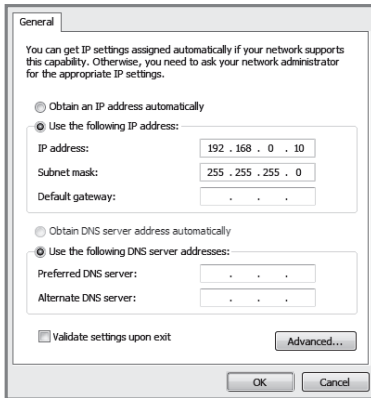 General
You can get IP settings assigned automatically if your network supports
this capability. Otherwise, you need to ask your network administrator
for the appropriate IP settings.
Obtain an IP address automatically
Use the following IP address:
IP address: 192 . 168 . 0 . 10
Subnet mask: 255 . 255 . 255 . 0
Default gateway: . . .
Obtain DNS server address automatically
Use the following DNS server addresses:
Preferred DNS server: . . .
Alternate DNS server: . . .
Validate settings upon exit
Advanced...
OK Cancel